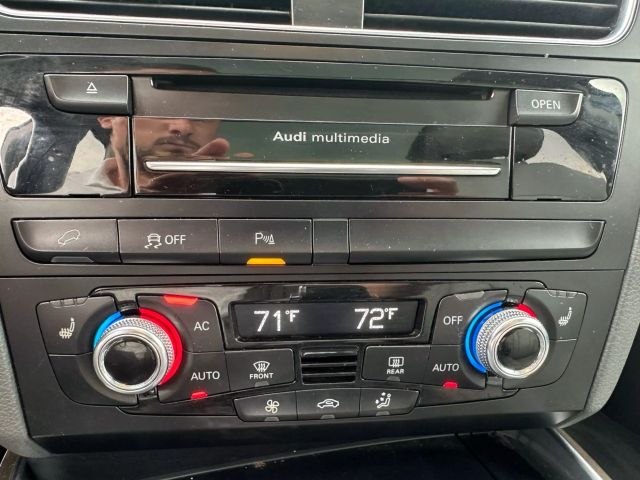 OPEN
Audi multimedia
OFF P
71°F 72°F
AC OFF
AUTO FRONT REAR AUTO